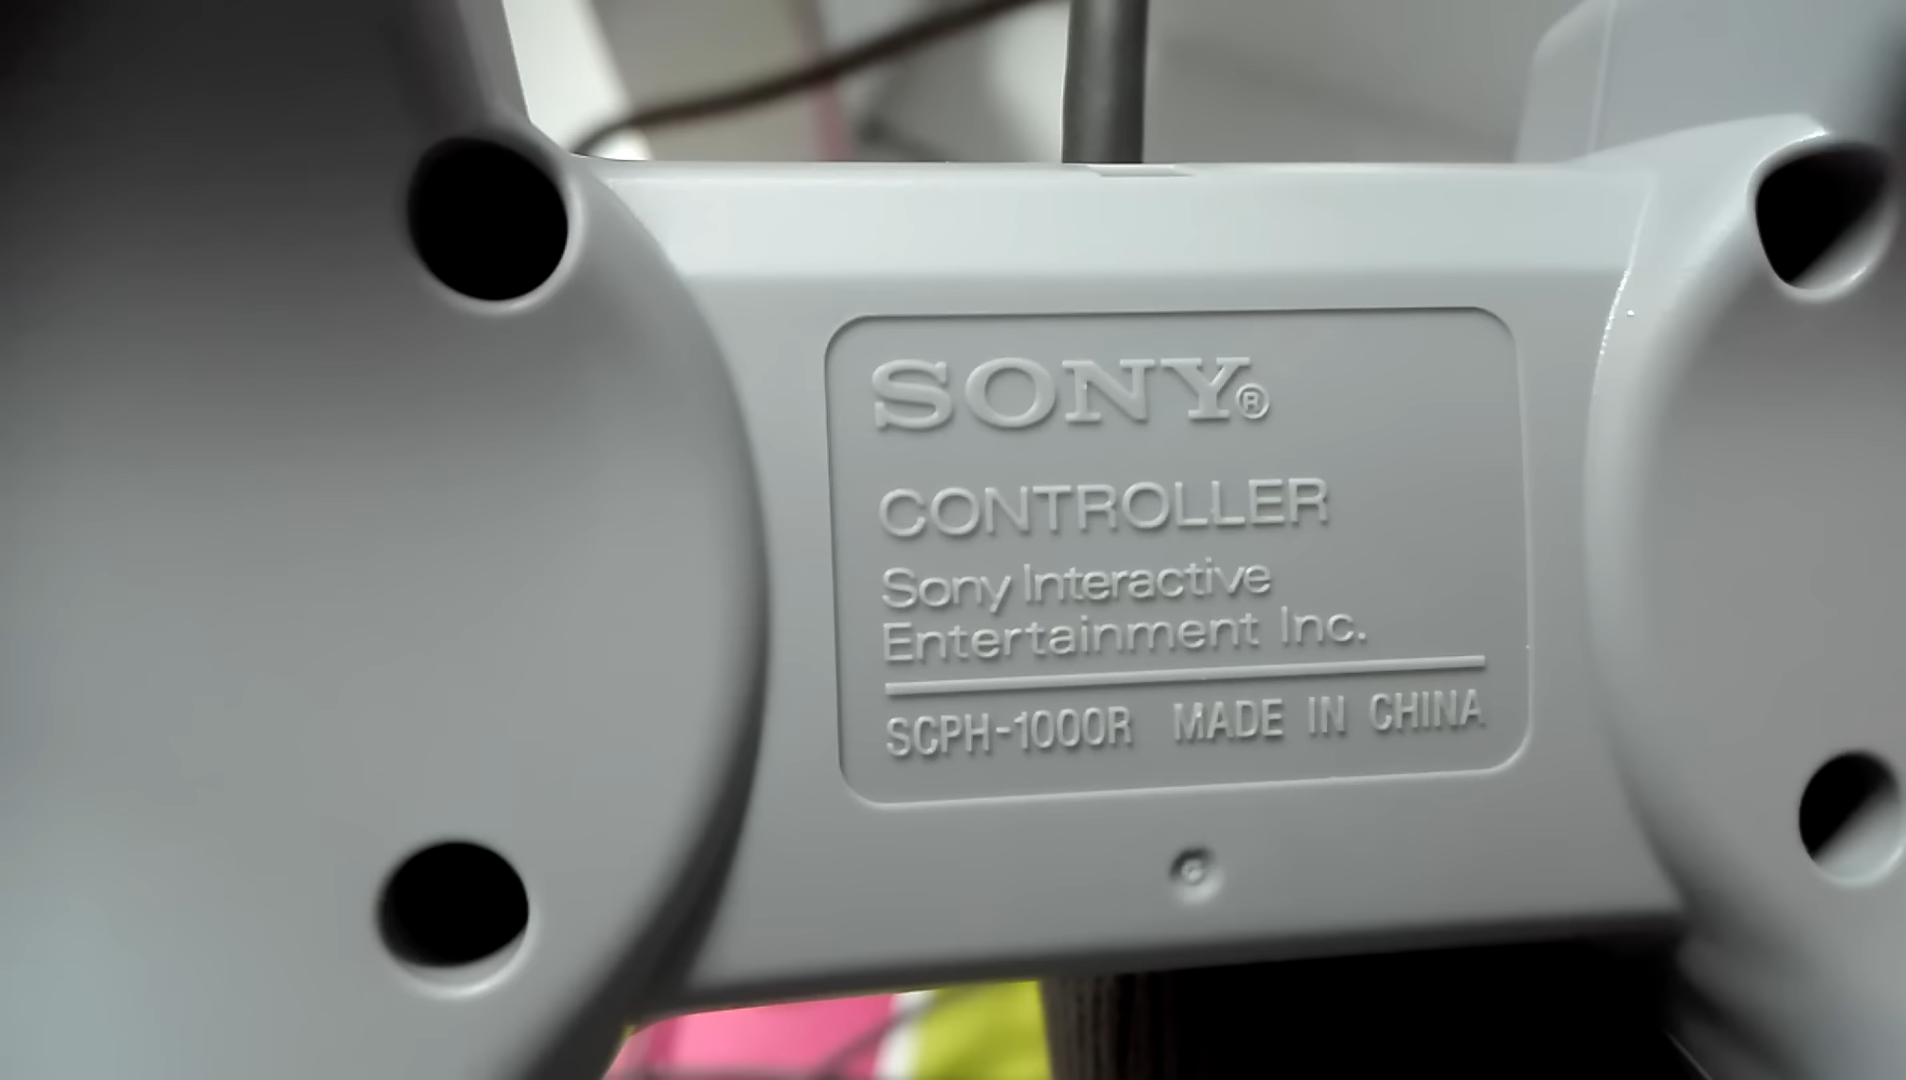 SONY®
CONTROLLER
Sony Interactive
Entertainment Inc.
SCPH-1000R MADE IN CHINA